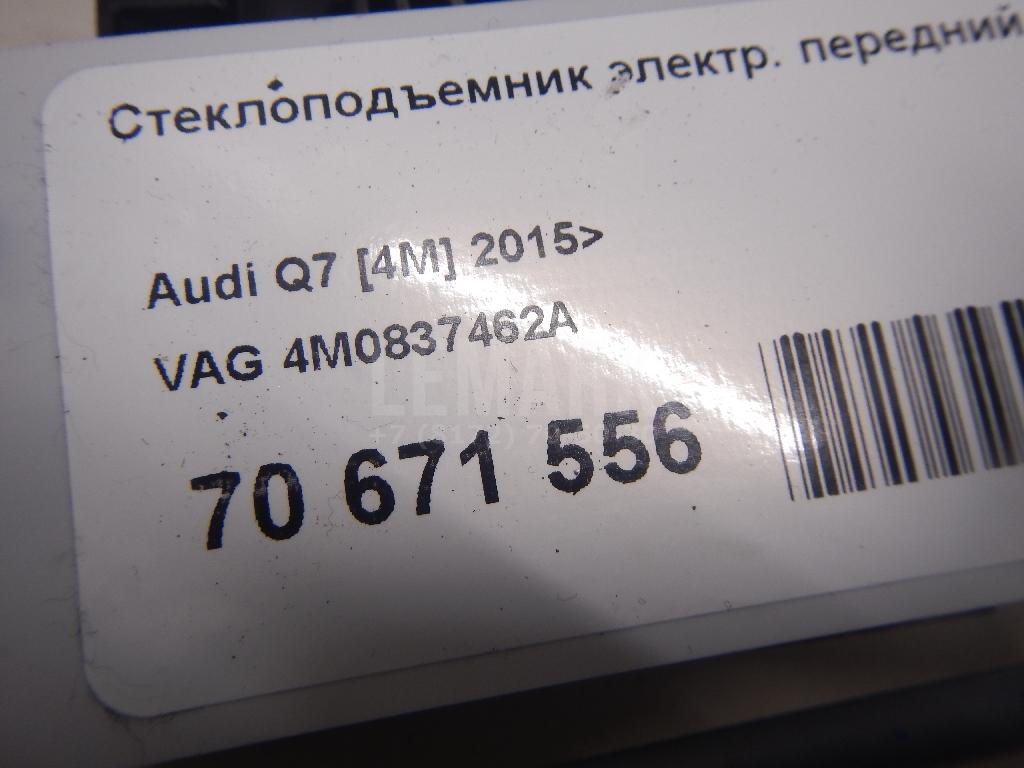 Стеклоподъемник электр. передний
Audi Q7 [4M] 2015>
VAG 4M0837462A
70 671 556